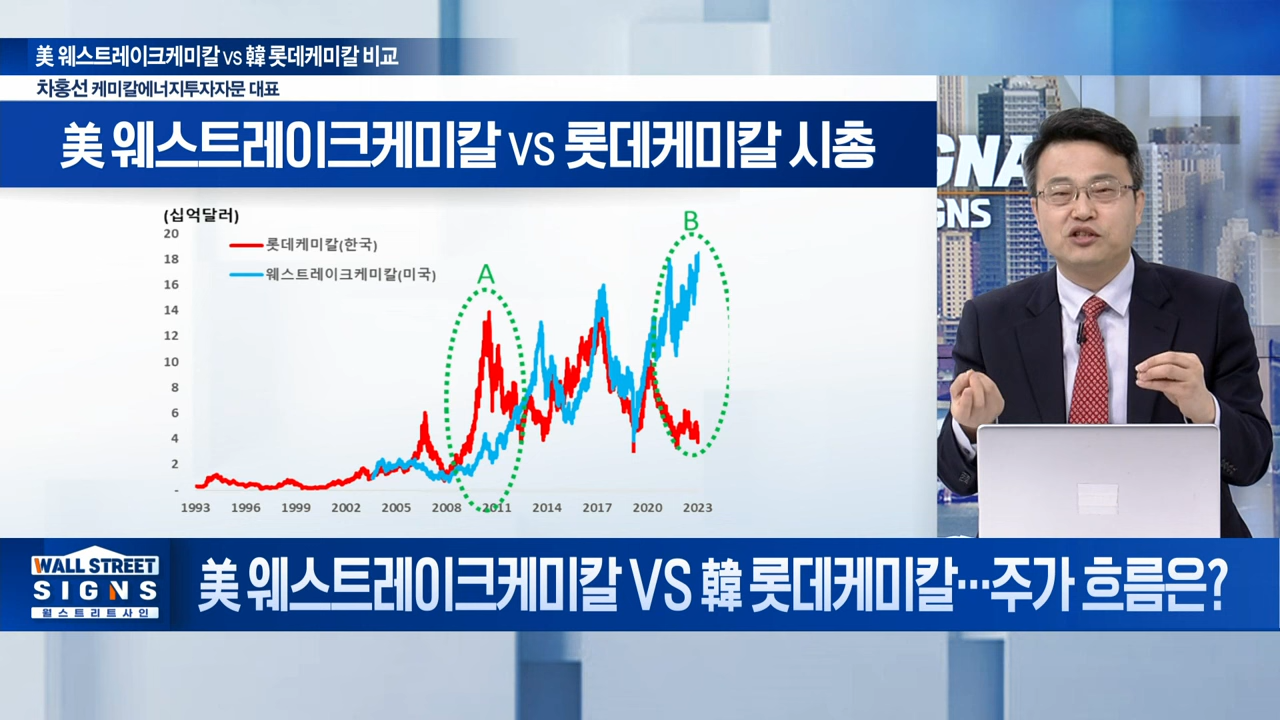 美 웨스트레이크케미칼 VS 韓 롯데케미칼 비교
차홍선 케미칼에너지투자자문 대표
美 웨스트레이크케미칼 VS 롯데케미칼 시총
(십억달러)
20
18
16
14
12
10
8
6
4
2
-
롯데케미칼(한국)
웨스트레이크케미칼(미국)
A
B
1993 1996 1999 2002 2005 2008 2011 2014 2017 2020 2023
GNA
GNS
WALL STREET
SIGNS
월스트리트사인
美 웨스트레이크케미칼 VS 韓 롯데케미칼…주가 흐름은?